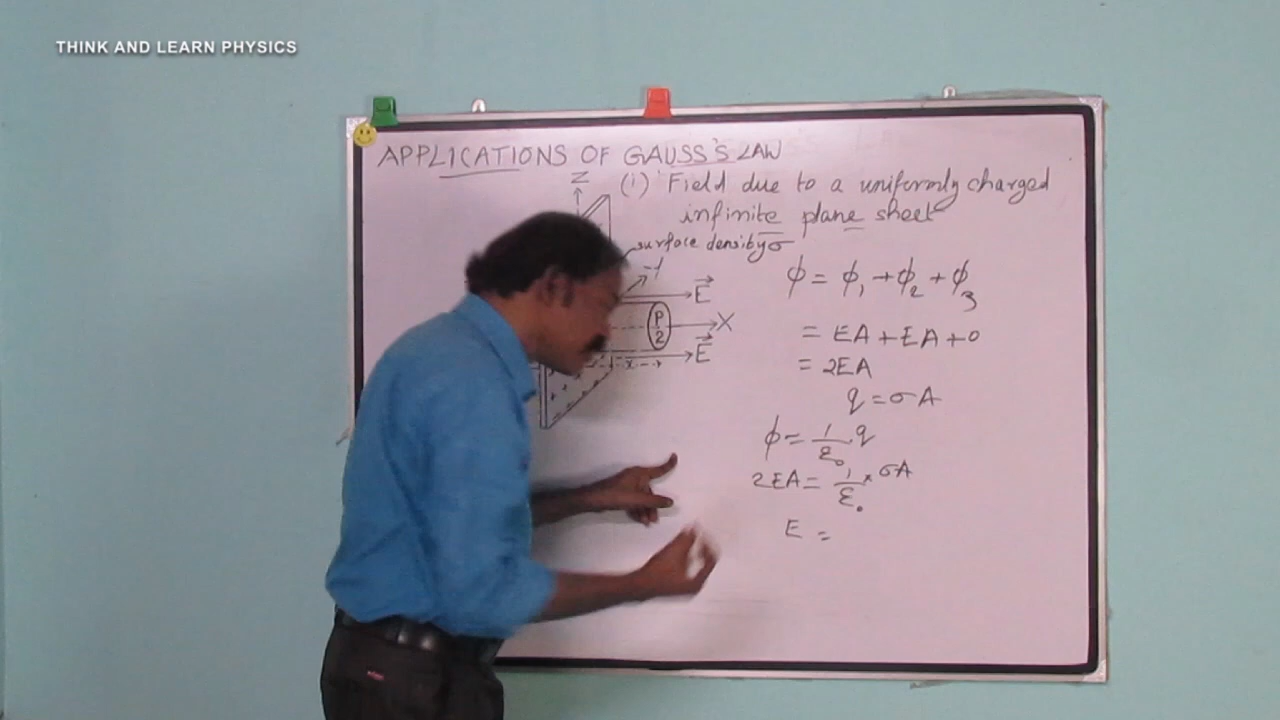 THINK AND LEARN PHYSICS
APPLICATIONS OF GAUSS'S LAW
(i) Field due to a uniformly charged
infinite plane sheet
surface density σ
Z
-Y
E⃗
P
2
X
E⃗
x
ϕ = ϕ₁ + ϕ₂ + ϕ₃
= EA + EA + 0
= 2EA
q = σA
ϕ = 1/ε₀ q
2EA = 1/ε₀ × σA
E =